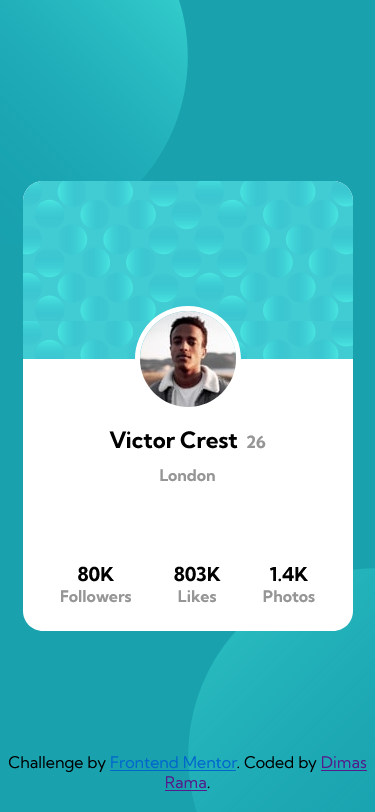 Victor Crest 26
London
80K 803K 1.4K
Followers Likes Photos
Challenge by Frontend Mentor. Coded by Dimas
Rama.